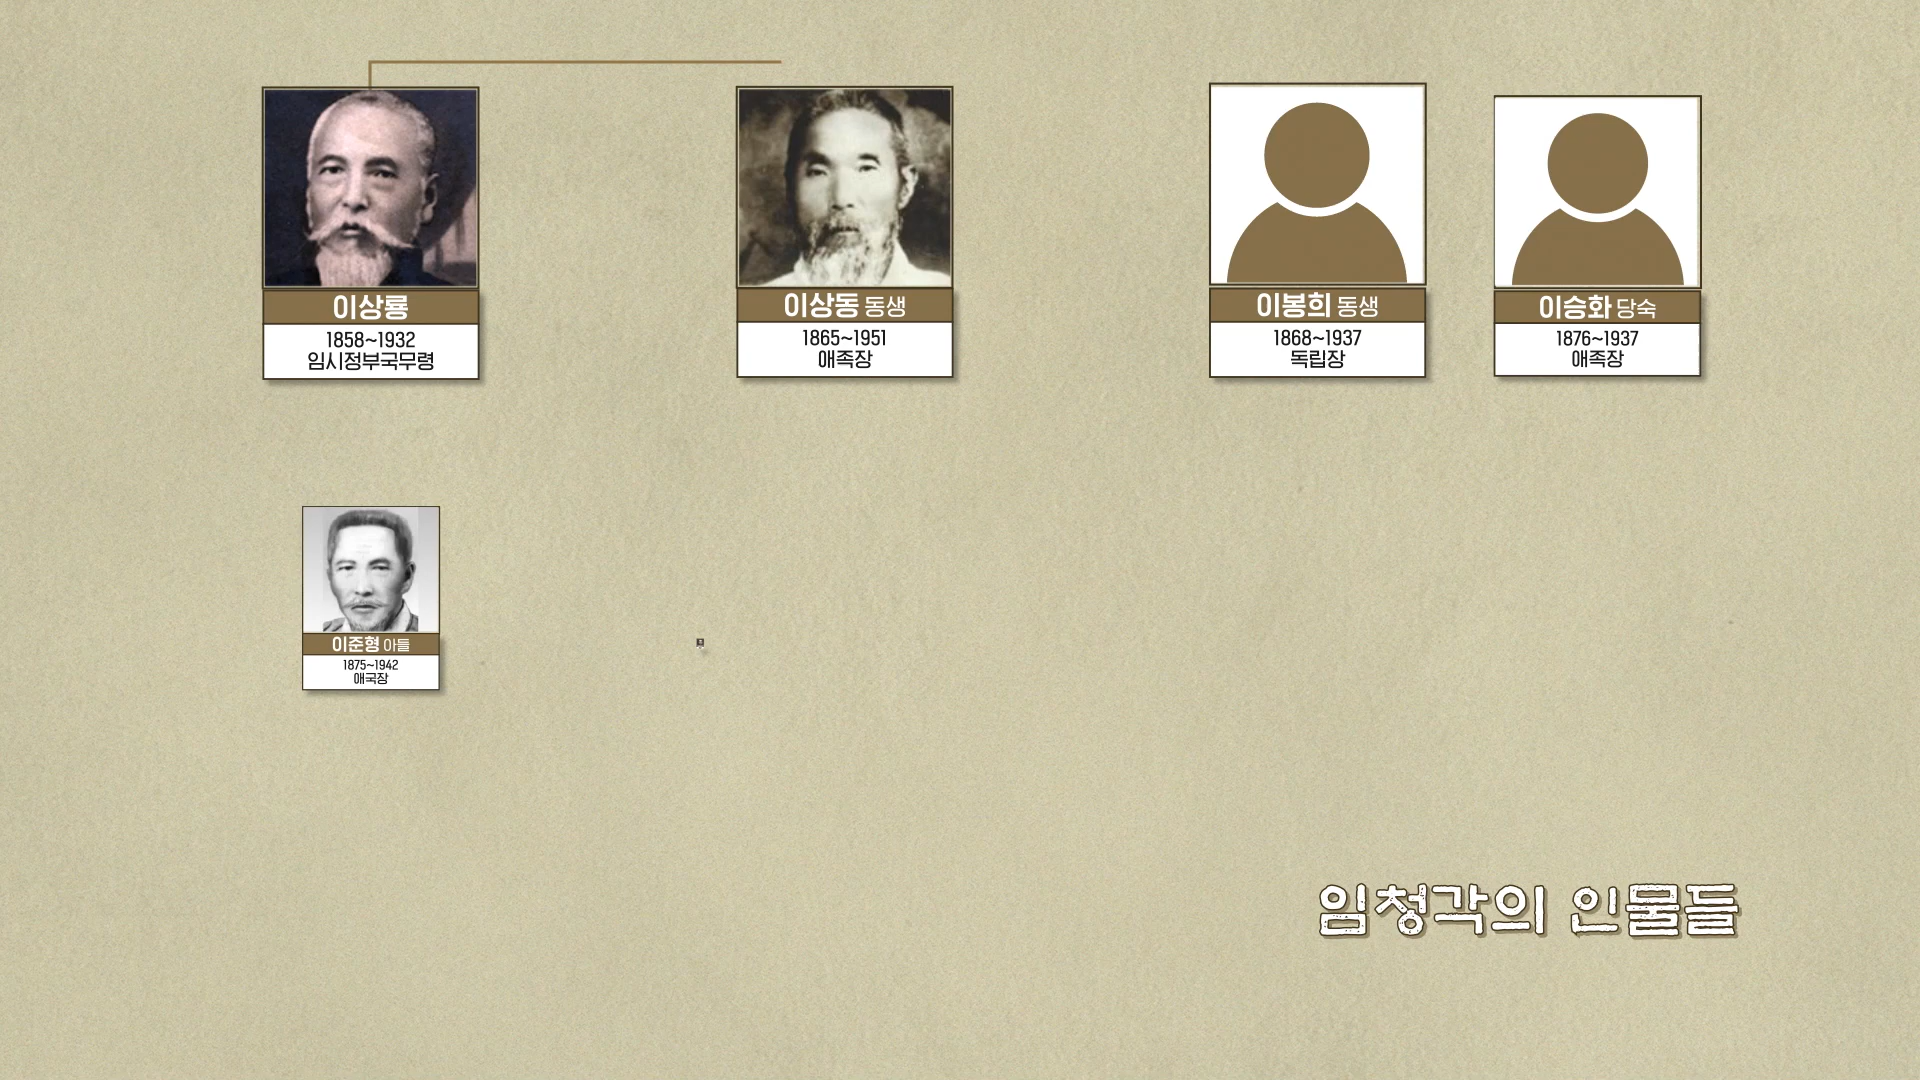 이상룡
1858~1932
임시정부국무령
이상동 동생
1865~1951
애족장
이봉희 동생
1868~1937
독립장
이승화 당숙
1876~1937
애족장
이준형 아들
1875~1942
애국장
임청각의 인물들